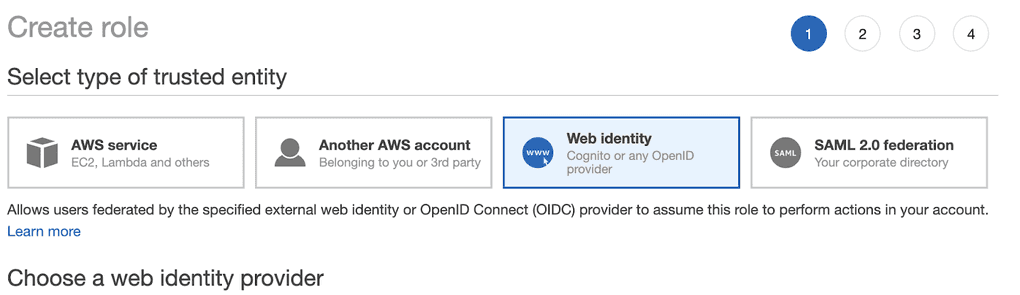 Create role
1 2 3 4
Select type of trusted entity
AWS service
EC2, Lambda and others
Another AWS account
Belonging to you or 3rd party
www
Web identity
Cognito or any OpenID
provider
SAML
SAML 2.0 federation
Your corporate directory
Allows users federated by the specified external web identity or OpenID Connect (OIDC) provider to assume this role to perform actions in your account.
Learn more
Choose a web identity provider